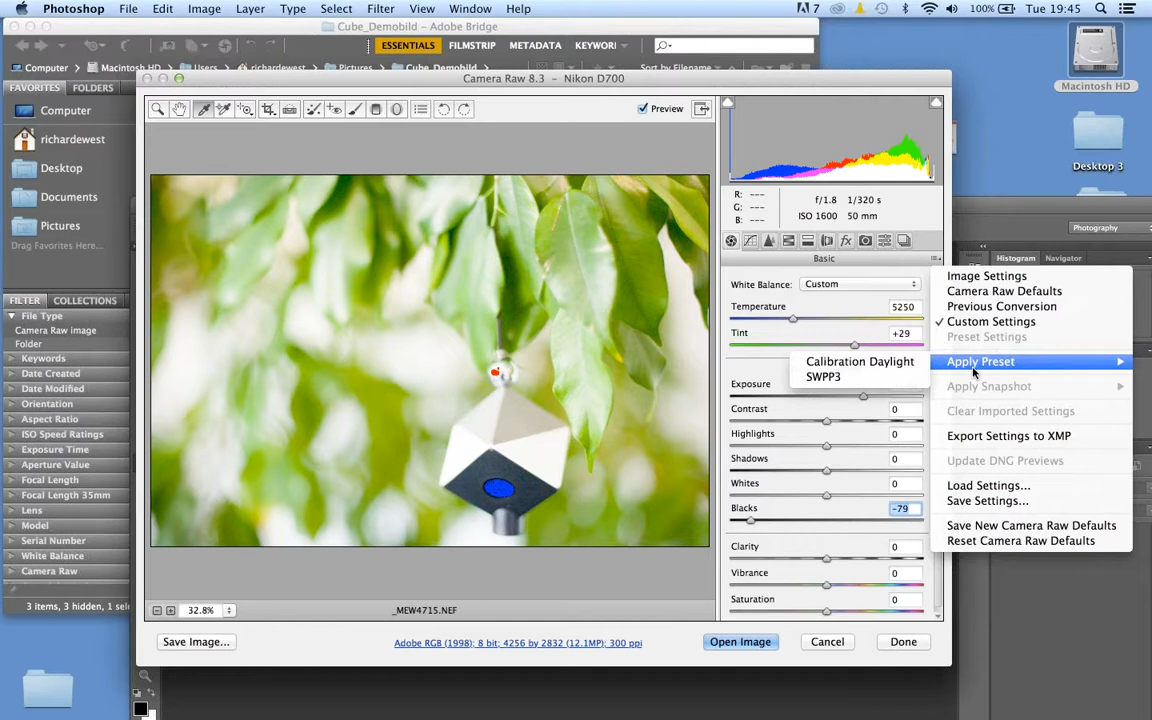 Photoshop File Edit Image Layer Type Select Filter View Window Help
7 100% Tue 19:45
Cube_Demobild – Adobe Bridge
ESSENTIALS FILMSTRIP METADATA KEYWORI
Computer Macintosh HD Users richardewest Pictures Cube_Demobild Sort by Filename
Camera Raw 8.3 – Nikon D700
Macintosh HD
FAVORITES FOLDERS
Computer
richardewest
Desktop
Documents
Pictures
Drag Favorites Here...
Preview
Desktop 3
R: ---
G: ---
B: ---
f/1.8 1/320 s
ISO 1600 50 mm
Photography
Histogram Navigator
Basic
White Balance: Custom
Temperature 5250
Tint +29
Exposure
Contrast 0
Highlights 0
Shadows 0
Whites 0
Blacks -79
Clarity 0
Vibrance 0
Saturation 0
Image Settings
Camera Raw Defaults
Previous Conversion
✓ Custom Settings
Preset Settings
Apply Preset
Calibration Daylight
SWPP3
Apply Snapshot
Clear Imported Settings
Export Settings to XMP
Update DNG Previews
Load Settings...
Save Settings...
Save New Camera Raw Defaults
Reset Camera Raw Defaults
FILTER COLLECTIONS
File Type
Camera Raw image
Folder
Keywords
Date Created
Date Modified
Orientation
Aspect Ratio
ISO Speed Ratings
Exposure Time
Aperture Value
Focal Length
Focal Length 35mm
Lens
Model
Serial Number
White Balance
Camera Raw
3 items, 3 hidden, 1 sel
32.8%
_MEW4715.NEF
Save Image...
Adobe RGB (1998); 8 bit; 4256 by 2832 (12.1MP); 300 ppi
Open Image Cancel Done